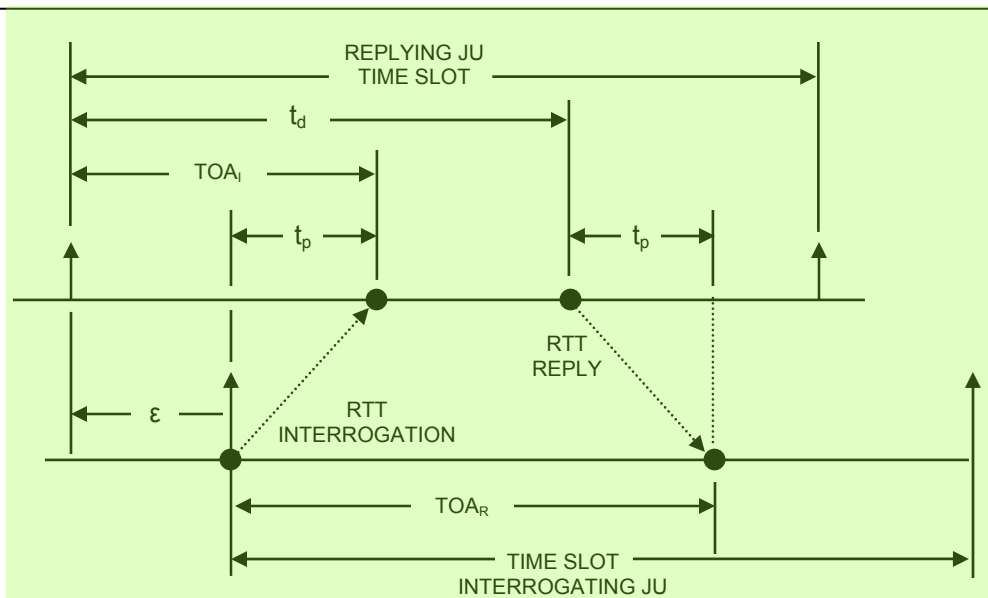 REPLYING JU
TIME SLOT
t_d
TOA_I
t_p
t_p
RTT
REPLY
ε
RTT
INTERROGATION
TOA_R
TIME SLOT
INTERROGATING JU